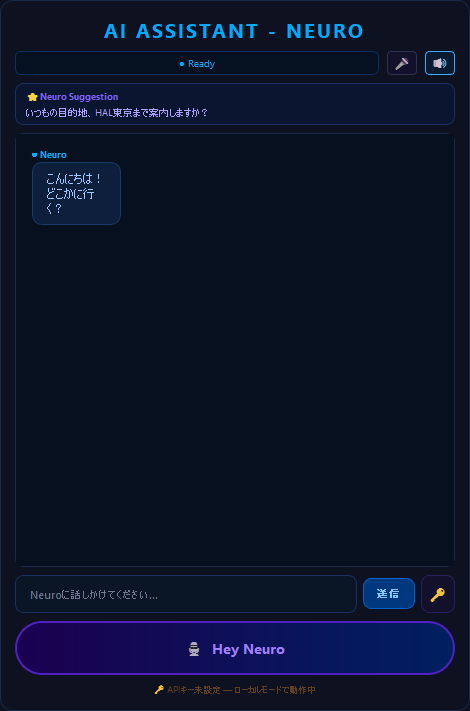 AI ASSISTANT - NEURO
● Ready
⭐ Neuro Suggestion
いつもの目的地、HAL東京まで案内しますか？
♥ Neuro
こんにちは！
どこかに行
く？
Neuroに話しかけてください...
送信
Hey Neuro
🔑 APIキー未設定 — ローカルモードで動作中